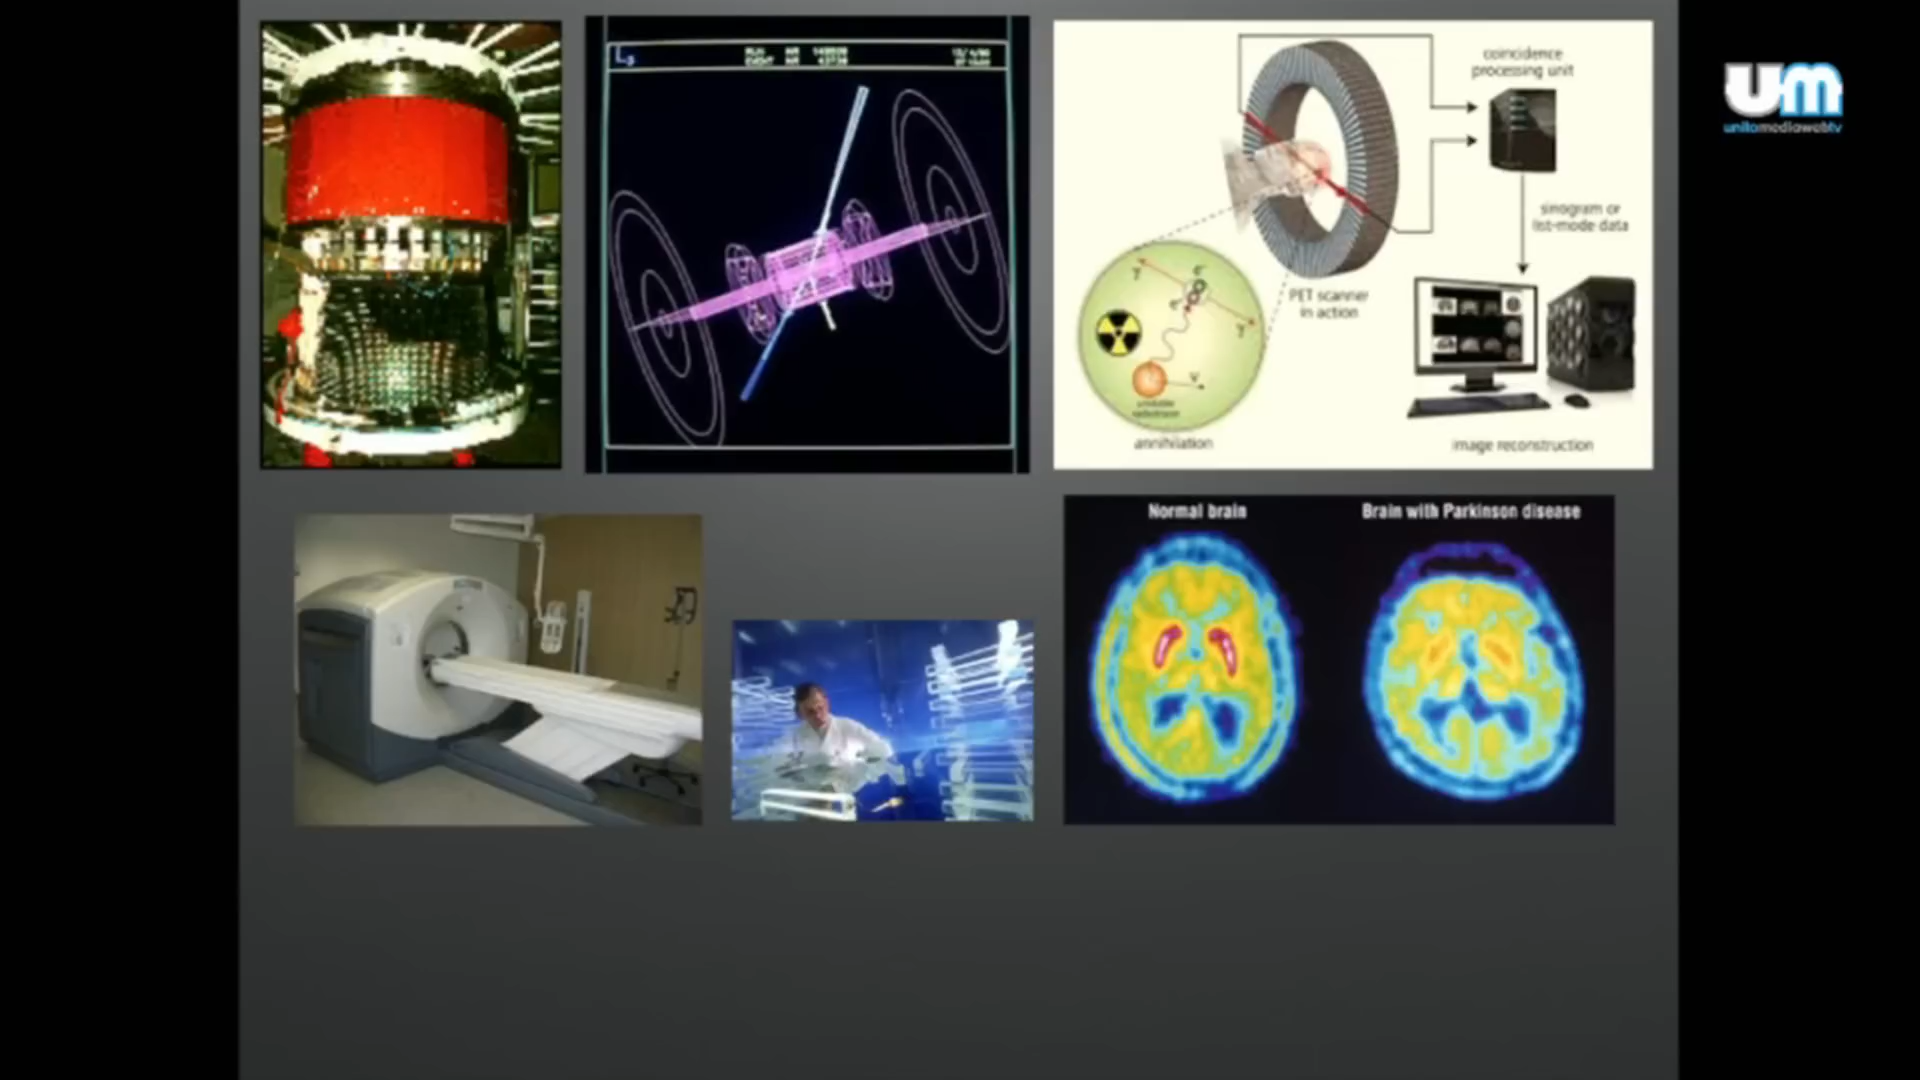 um
unitomediawebtv
L3
coincidence
processing unit
sinogram or
list-mode data
PET scanner
in action
annihilation
image reconstruction
Normal brain
Brain with Parkinson disease